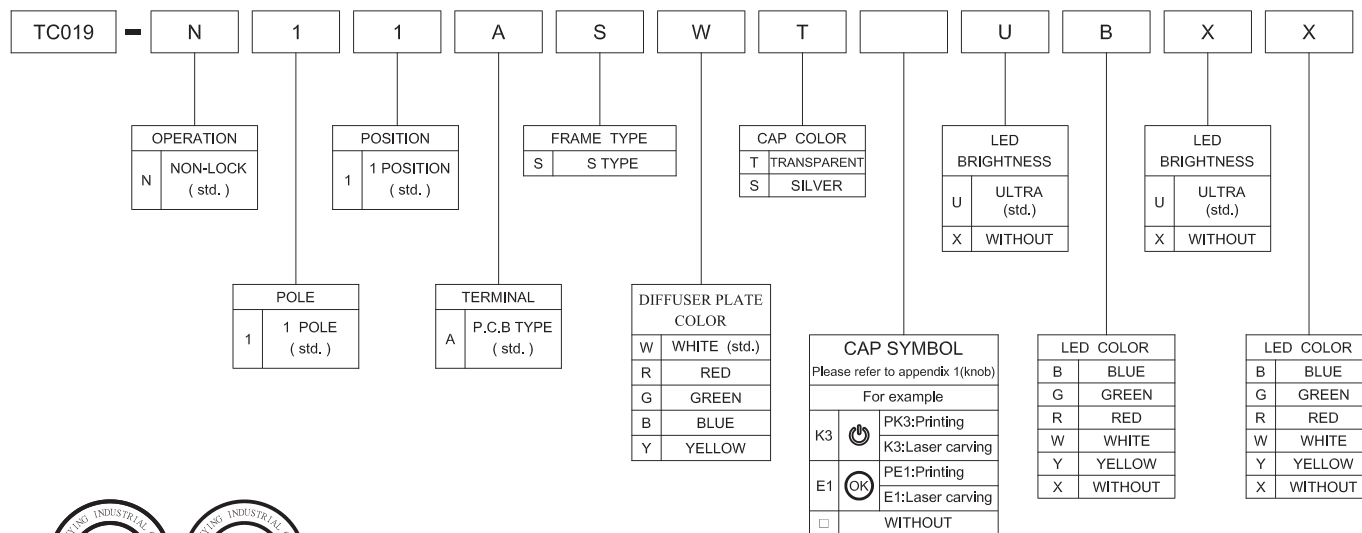 TC019 - N 1 1 A S W T U B X X
OPERATION
N NON-LOCK
( std. )
POSITION
1 1 POSITION
( std. )
FRAME TYPE
S S TYPE
CAP COLOR
T TRANSPARENT
S SILVER
LED
BRIGHTNESS
U ULTRA
(std.)
X WITHOUT
LED
BRIGHTNESS
U ULTRA
(std.)
X WITHOUT
POLE
1 1 POLE
( std. )
TERMINAL
A P.C.B TYPE
( std. )
DIFFUSER PLATE
COLOR
W WHITE (std.)
R RED
G GREEN
B BLUE
Y YELLOW
CAP SYMBOL
Please refer to appendix 1(knob)
For example
K3 PK3:Printing
K3:Laser carving
E1 OK PE1:Printing
E1:Laser carving
□ WITHOUT
LED COLOR
B BLUE
G GREEN
R RED
W WHITE
Y YELLOW
X WITHOUT
LED COLOR
B BLUE
G GREEN
R RED
W WHITE
Y YELLOW
X WITHOUT
YING INDUSTRIAL
YING INDUSTRIAL